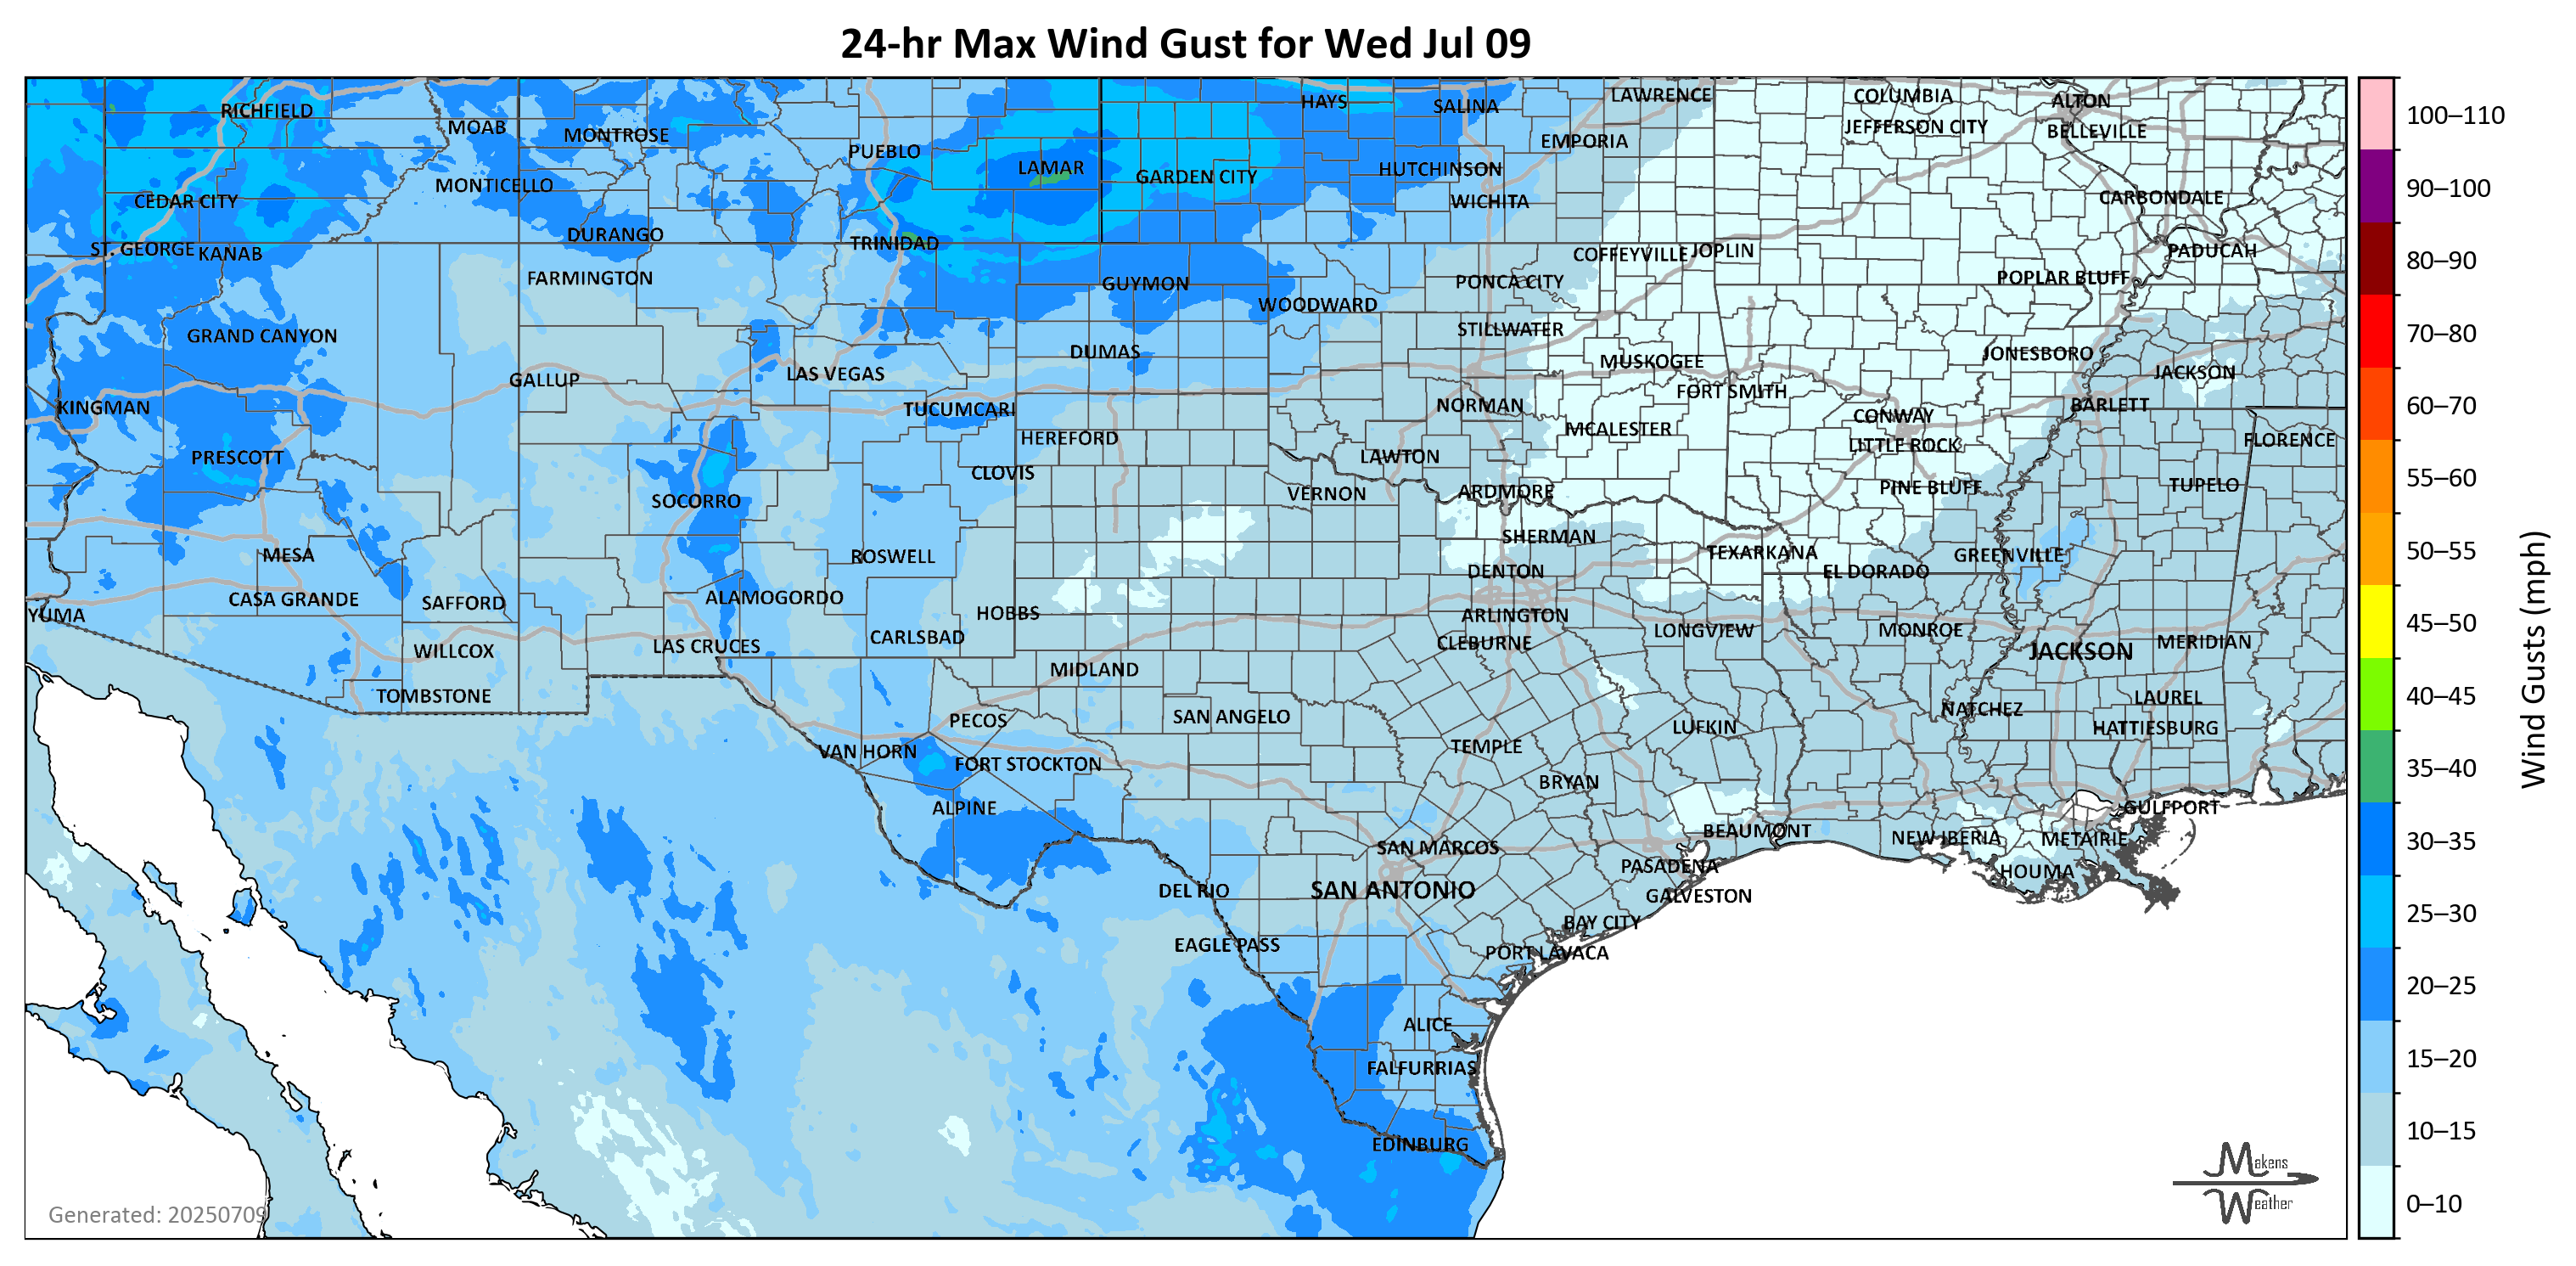 24-hr Max Wind Gust for Wed Jul 09
RICHFIELD
MOAB
MONTROSE
PUEBLO
LAMAR
HAYS
SALINA
LAWRENCE
COLUMBIA
ALTON
EMPORIA
JEFFERSON CITY
BELLEVILLE
MONTICELLO
GARDEN CITY
HUTCHINSON
CEDAR CITY
WICHITA
CARBONDALE
DURANGO
TRINIDAD
ST. GEORGE
KANAB
COFFEYVILLE
JOPLIN
PADUCAH
FARMINGTON
GUYMON
PONCA CITY
POPLAR BLUFF
WOODWARD
GRAND CANYON
STILLWATER
DUMAS
MUSKOGEE
JONESBORO
GALLUP
LAS VEGAS
FORT SMITH
JACKSON
KINGMAN
TUCUMCARI
NORMAN
CONWAY
BARLETT
HEREFORD
MCALESTER
LITTLE ROCK
FLORENCE
PRESCOTT
CLOVIS
LAWTON
SOCORRO
VERNON
ARDMORE
PINE BLUFF
TUPELO
MESA
ROSWELL
SHERMAN
TEXARKANA
GREENVILLE
DENTON
EL DORADO
CASA GRANDE
SAFFORD
ALAMOGORDO
HOBBS
ARLINGTON
YUMA
WILLCOX
LAS CRUCES
CARLSBAD
CLEBURNE
LONGVIEW
MONROE
JACKSON
MERIDIAN
MIDLAND
TOMBSTONE
PECOS
SAN ANGELO
LUFKIN
NATCHEZ
LAUREL
HATTIESBURG
VAN HORN
FORT STOCKTON
TEMPLE
BRYAN
ALPINE
BEAUMONT
NEW IBERIA
METAIRIE
GULFPORT
SAN MARCOS
PASADENA
HOUMA
DEL RIO
SAN ANTONIO
GALVESTON
EAGLE PASS
BAY CITY
PORT LAVACA
ALICE
FALFURRIAS
EDINBURG
Generated: 20250709
Makens
Weather
100–110
90–100
80–90
70–80
60–70
55–60
50–55
45–50
40–45
35–40
30–35
25–30
20–25
15–20
10–15
0–10
Wind Gusts (mph)